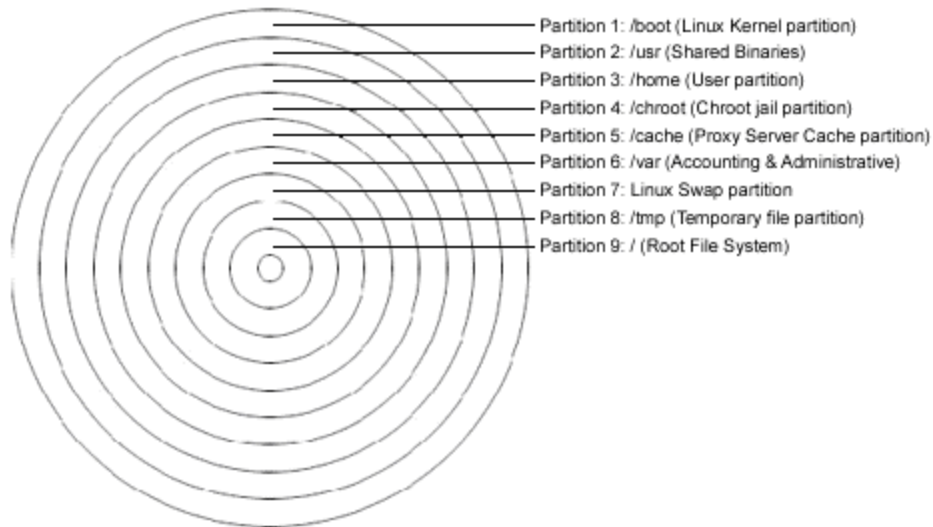 Partition 1: /boot (Linux Kernel partition)
Partition 2: /usr (Shared Binaries)
Partition 3: /home (User partition)
Partition 4: /chroot (Chroot jail partition)
Partition 5: /cache (Proxy Server Cache partition)
Partition 6: /var (Accounting & Administrative)
Partition 7: Linux Swap partition
Partition 8: /tmp (Temporary file partition)
Partition 9: / (Root File System)